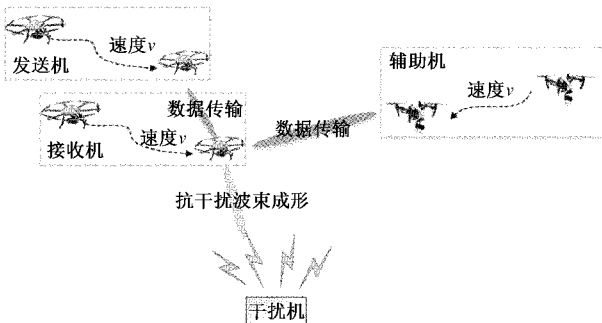 速度v
发送机
辅助机
速度v
数据传输
数据传输
速度v
接收机
抗干扰波束成形
干扰机